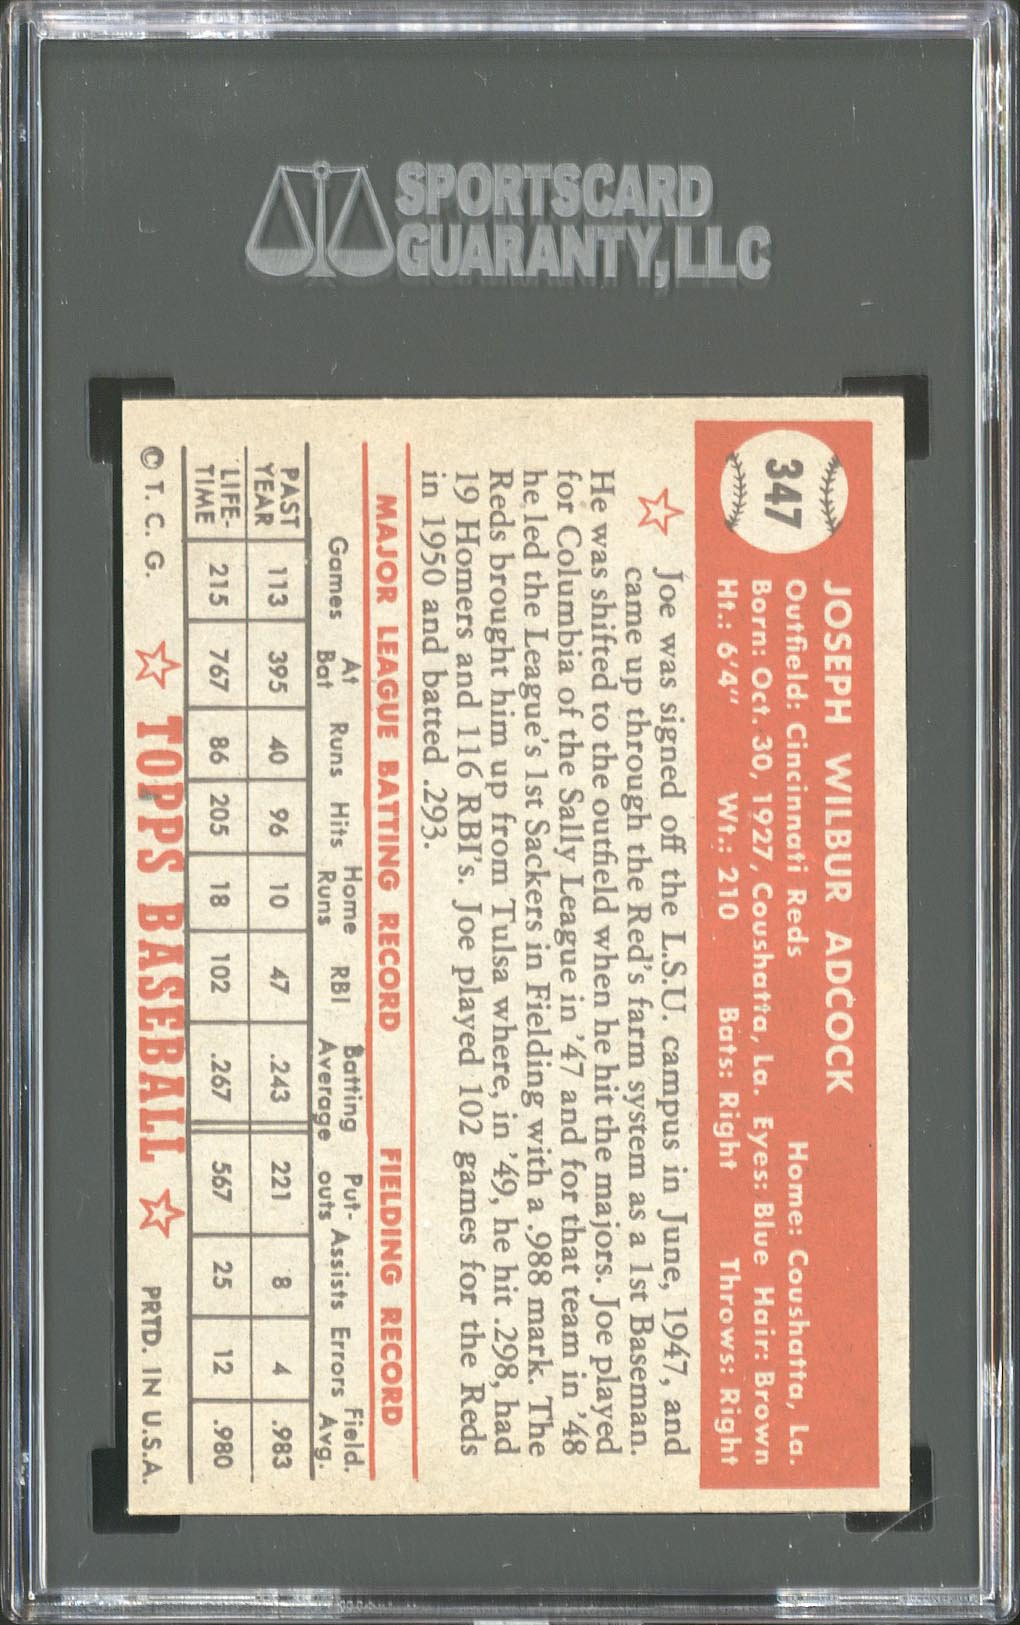 SPORTSCARD
GUARANTY, LLC
347
JOSEPH WILBUR ADCOCK
Outfield: Cincinnati Reds Home: Coushatta, La.
Born: Oct. 30, 1927, Coushatta, La. Eyes: Blue Hair: Brown
Ht.: 6'4" Wt.: 210 Bats: Right Throws: Right
Joe was signed off the L.S.U. campus in June, 1947, and
came up through the Red's farm system as a 1st Baseman.
He was shifted to the outfield when he hit the majors. Joe played
for Columbia of the Sally League in '47 and for that team in '48
he led the League's 1st Sackers in Fielding with a .988 mark. The
Reds brought him up from Tulsa where, in '49, he hit .298, had
19 Homers and 116 RBI's. Joe played 102 games for the Reds
in 1950 and batted .293.
MAJOR LEAGUE BATTING RECORD FIELDING RECORD
Games At Bat Runs Hits Home Runs RBI Batting Average Put-outs Assists Errors Field. Avg.
PAST YEAR 113 395 40 96 10 47 .243 221 8 4 .983
LIFE-TIME 215 767 86 205 18 102 .267 567 25 12 .980
© T. C. G. TOPPS BASEBALL PRTD. IN U.S.A.